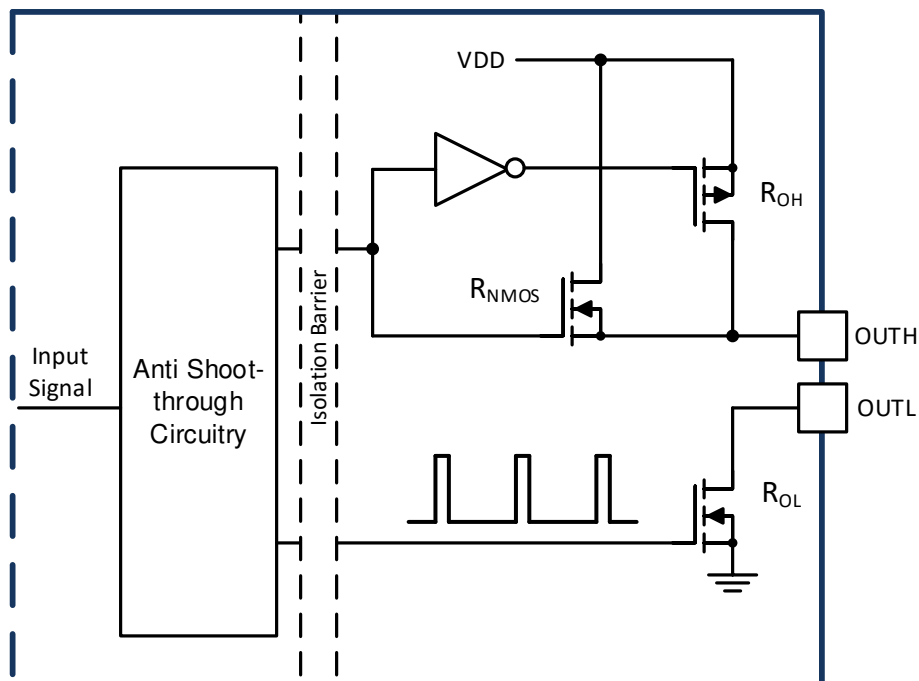 VDD
R_OH
R_NMOS
Isolation Barrier
OUTH
Input
Signal
Anti Shoot-
through
Circuitry
OUTL
R_OL